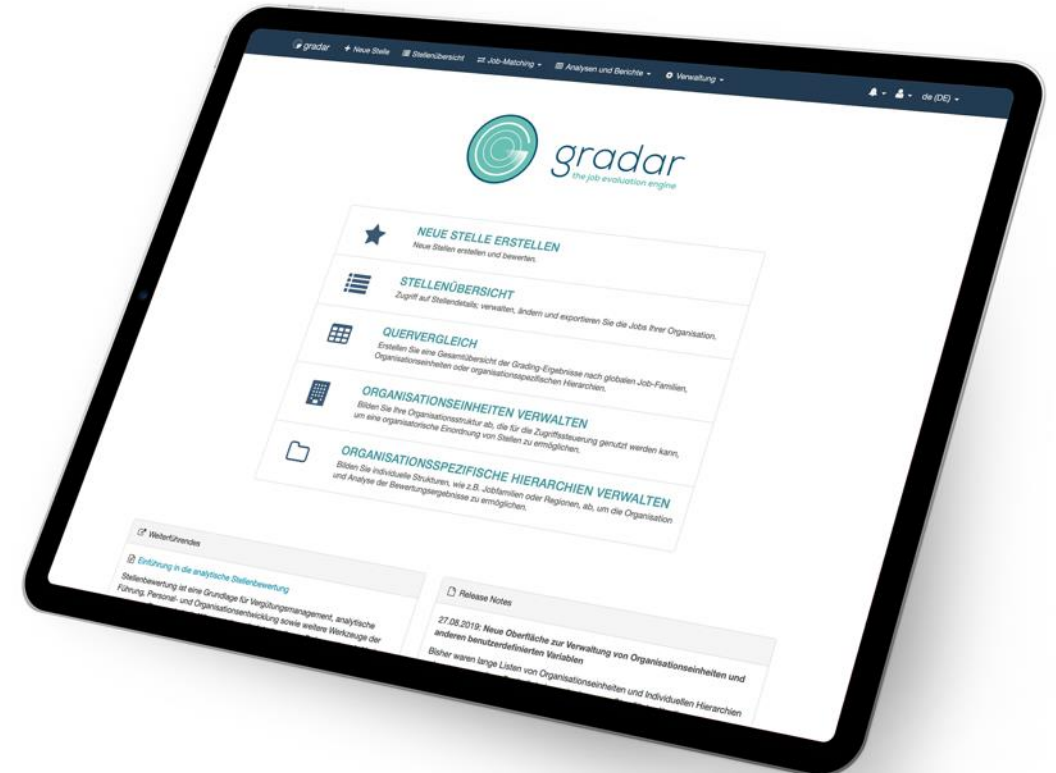 gradar + Neue Stelle Stellenübersicht Job-Matching Analysen und Berichte Verwaltung de (DE)
gradar
the job evaluation engine
NEUE STELLE ERSTELLEN
Neue Stellen erstellen und bewerten.
STELLENÜBERSICHT
Zugriff auf Stellendetails; verwalten, ändern und exportieren Sie die Jobs Ihrer Organisation.
QUERVERGLEICH
Erstellen Sie eine Gesamtübersicht der Grading-Ergebnisse nach globalen Job-Familien,
Organisationseinheiten oder organisationsspezifischen Hierarchien.
ORGANISATIONSEINHEITEN VERWALTEN
Bilden Sie Ihre Organisationsstruktur ab, die für die Zugriffssteuerung genutzt werden kann,
um eine organisatorische Einordnung von Stellen zu ermöglichen.
ORGANISATIONSSPEZIFISCHE HIERARCHIEN VERWALTEN
Bilden Sie individuelle Strukturen, wie z.B. Jobfamilien oder Regionen, ab, um die Organisation
und Analyse der Bewertungsergebnisse zu ermöglichen.
Weiterführendes
Einführung in die analytische Stellenbewertung
Stellenbewertung ist eine Grundlage für Vergütungsmanagement, analytische
Führung, Personal- und Organisationsentwicklung sowie weitere Werkzeuge der
Release Notes
27.08.2019: Neue Oberfläche zur Verwaltung von Organisationseinheiten und
anderen benutzerdefinierten Variablen
Bisher waren lange Listen von Organisationseinheiten und Individuellen Hierarchien